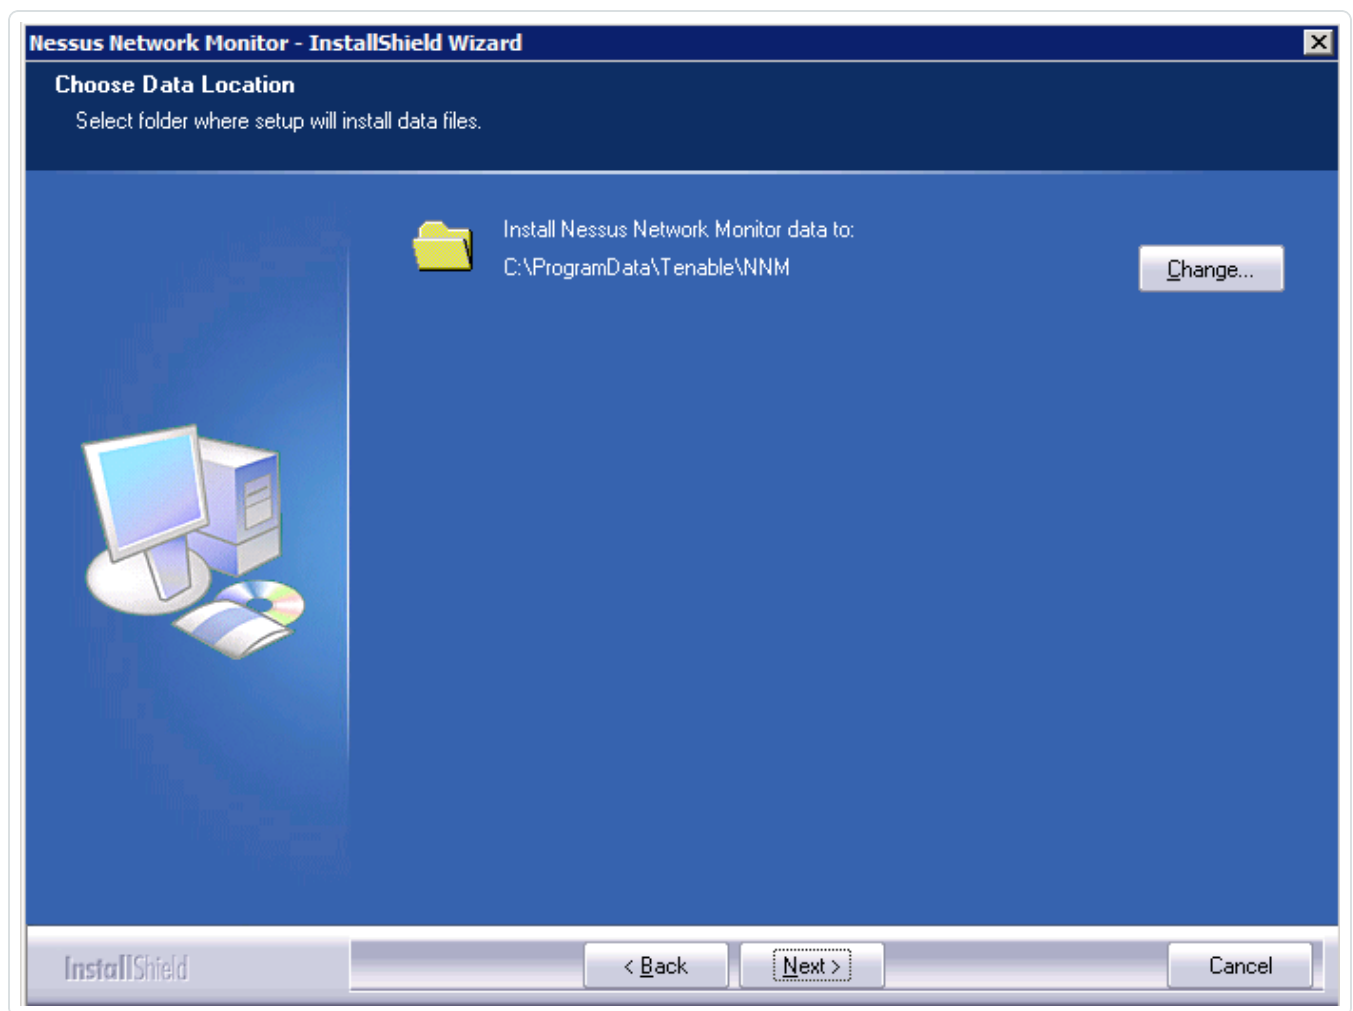 Nessus Network Monitor - InstallShield Wizard
Choose Data Location
Select folder where setup will install data files.
Install Nessus Network Monitor data to:
C:\ProgramData\Tenable\NNM
Change...
InstallShield
< Back
Next >
Cancel